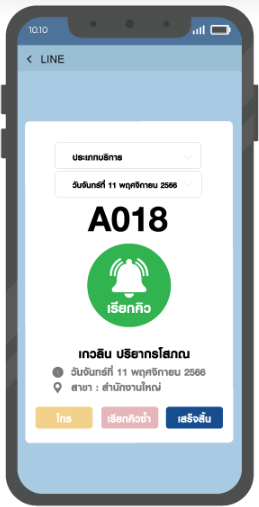 10:10
LINE
ประเภทบริการ
วันจันทร์ที่ 11 พฤศจิกายน 2566
A018
เรียกคิว
เกวลิน ปริยากรโสภณ
วันจันทร์ที่ 11 พฤศจิกายน 2566
สาขา : สำนักงานใหญ่
โทร เรียกคิวซ้ำ เสร็จสิ้น